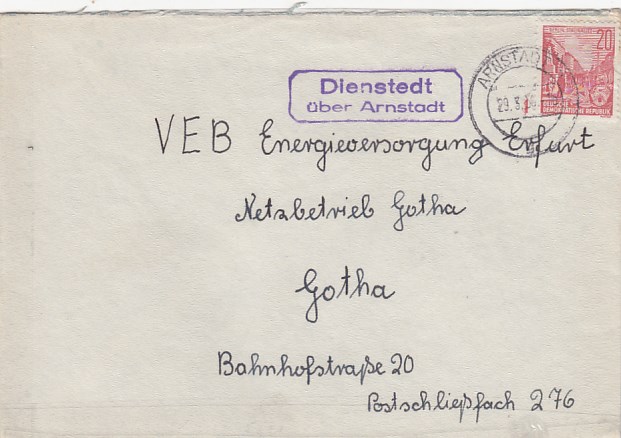 Dienstedt
über Arnstadt
ARNSTADT
29.3.
20
DEUTSCHE
DEMOKRATISCHE REPUBLIK
VEB Energieversorgung Erfurt
Netzbetrieb Gotha
Gotha
Bahnhofstraße 20
Postschließfach 276